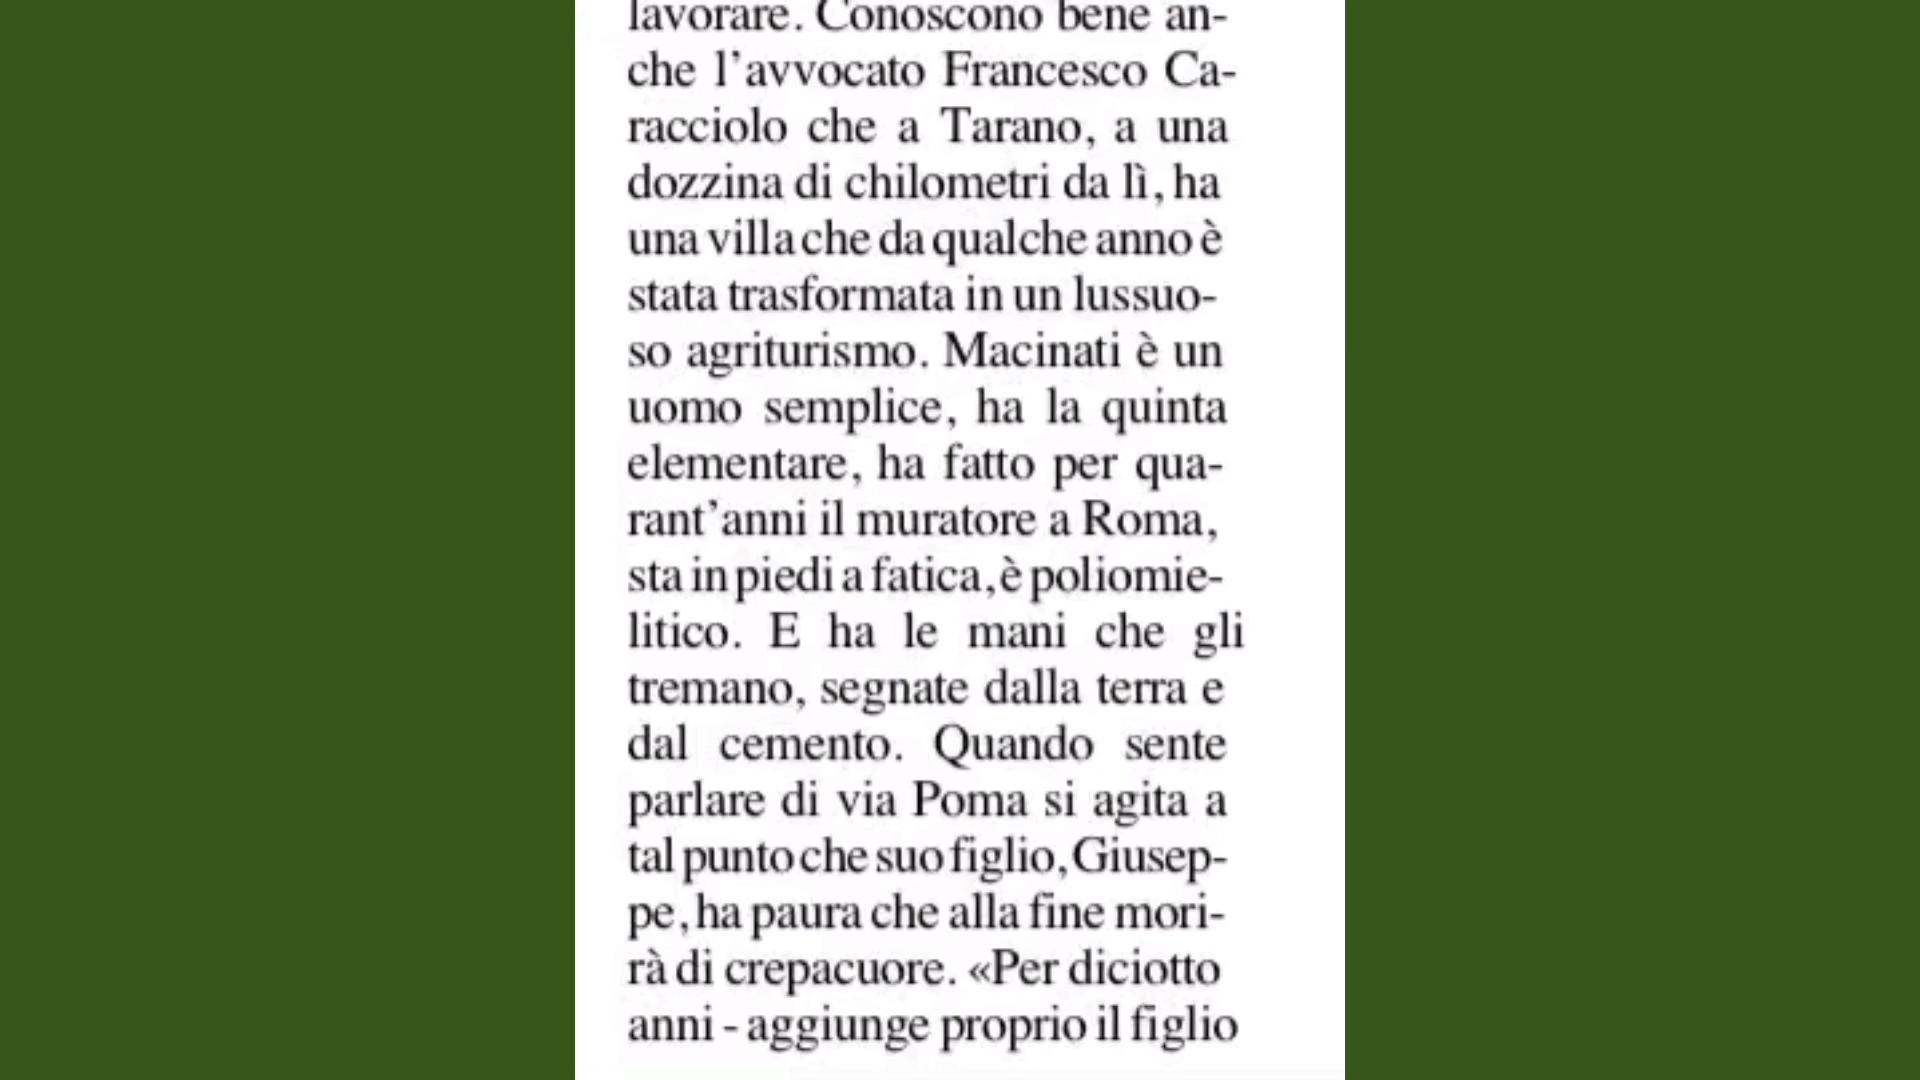 lavorare. Conoscono bene an-
che l'avvocato Francesco Ca-
racciolo che a Tarano, a una
dozzina di chilometri da lì, ha
una villa che da qualche anno è
stata trasformata in un lussuo-
so agriturismo. Macinati è un
uomo semplice, ha la quinta
elementare, ha fatto per qua-
rant'anni il muratore a Roma,
sta in piedi a fatica, è poliomie-
litico. E ha le mani che gli
tremano, segnate dalla terra e
dal cemento. Quando sente
parlare di via Poma si agita a
tal punto che suo figlio, Giusep-
pe, ha paura che alla fine mori-
rà di crepacuore. «Per diciotto
anni - aggiunge proprio il figlio